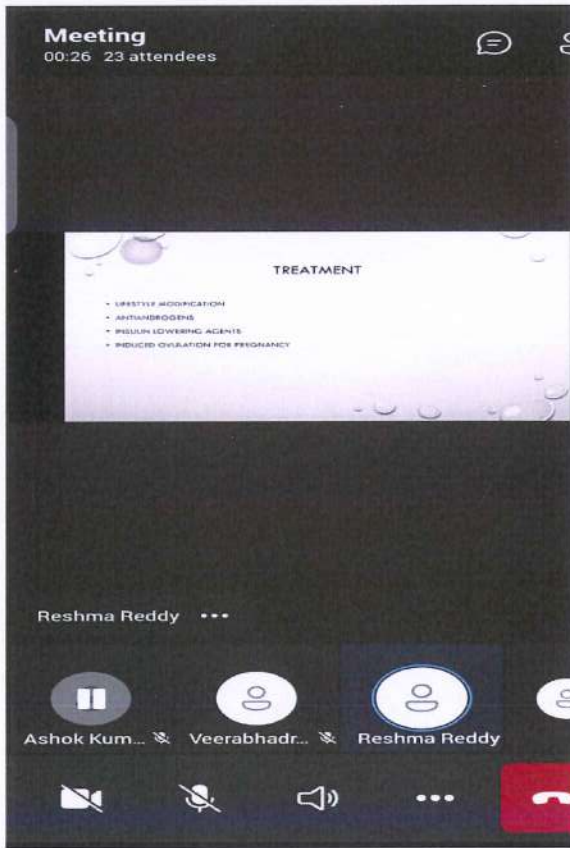 Meeting
00:26 23 attendees
TREATMENT
• LIFESTYLE MODIFICATION
• ANTIANDROGENS
• INSULIN LOWERING AGENTS
• INDUCED OVULATION FOR PREGNANCY
Reshma Reddy •••
Ashok Kum... Veerabhadr... Reshma Reddy